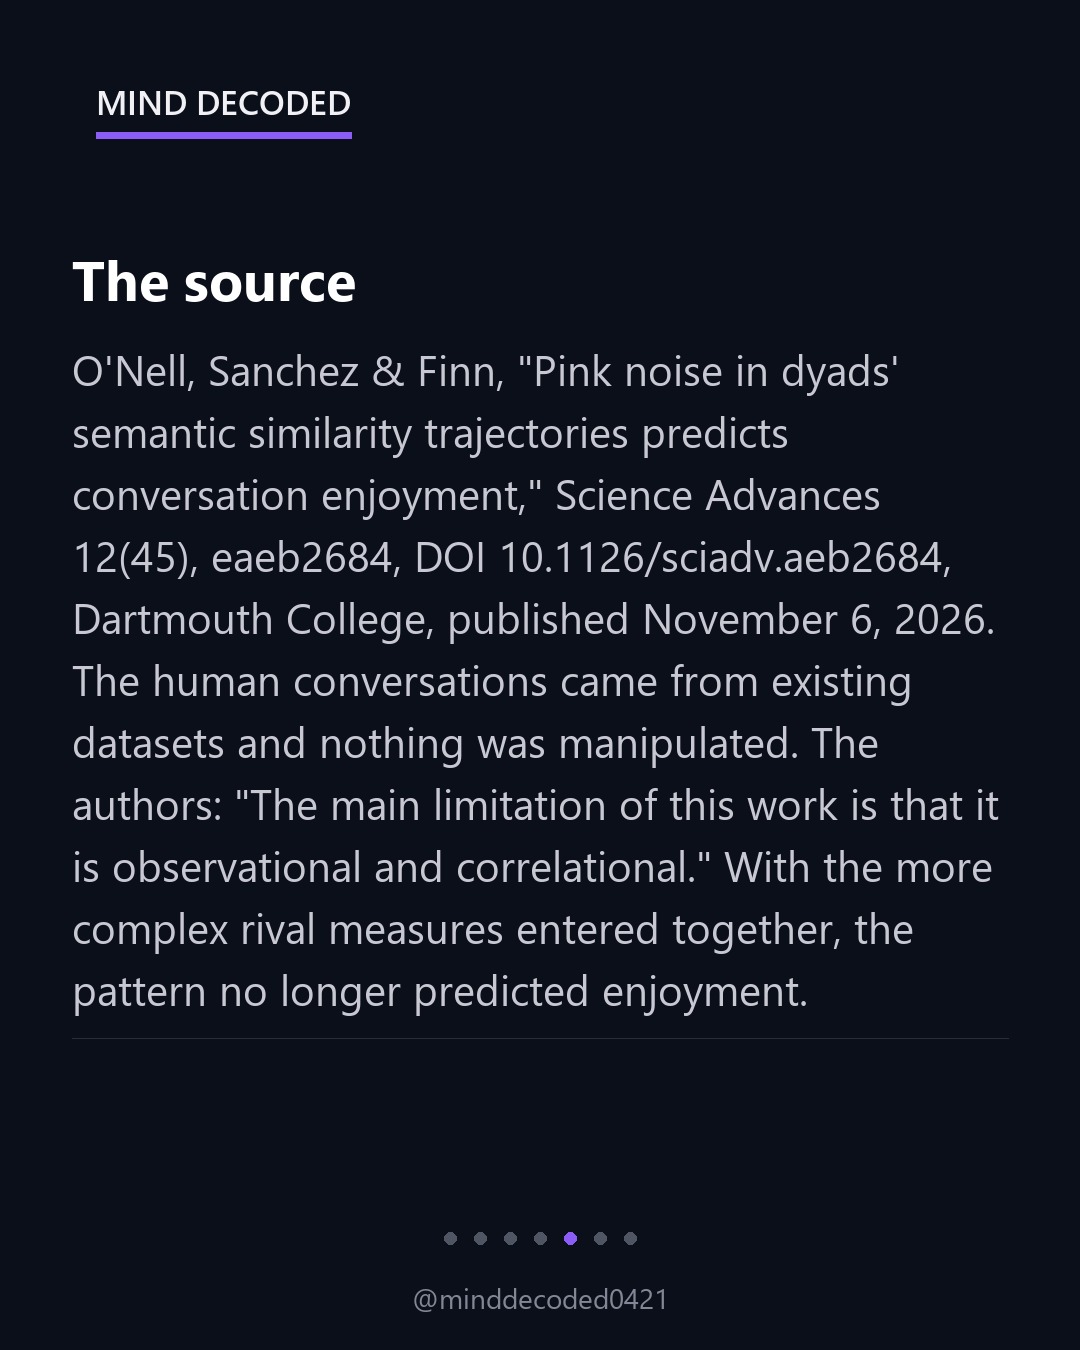 MIND DECODED
The source
O'Nell, Sanchez & Finn, "Pink noise in dyads'
semantic similarity trajectories predicts
conversation enjoyment," Science Advances
12(45), eaeb2684, DOI 10.1126/sciadv.aeb2684,
Dartmouth College, published November 6, 2026.
The human conversations came from existing
datasets and nothing was manipulated. The
authors: "The main limitation of this work is that it
is observational and correlational." With the more
complex rival measures entered together, the
pattern no longer predicted enjoyment.
@minddecoded0421